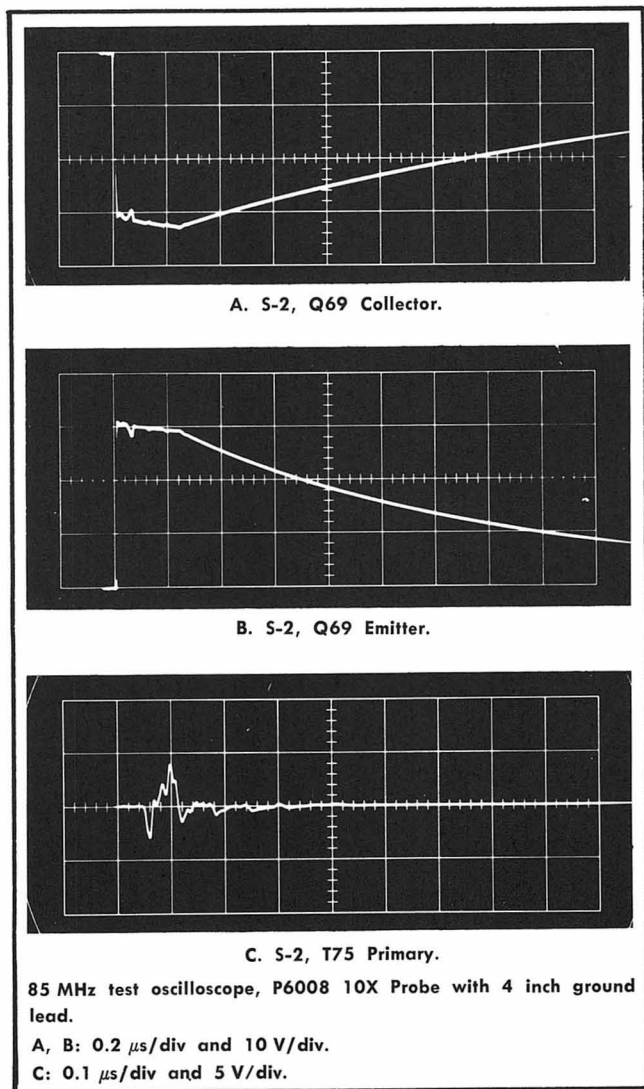 A. S-2, Q69 Collector.
B. S-2, Q69 Emitter.
C. S-2, T75 Primary.
85 MHz test oscilloscope, P6008 10X Probe with 4 inch ground
lead.
A, B: 0.2 μs/div and 10 V/div.
C: 0.1 μs/div and 5 V/div.